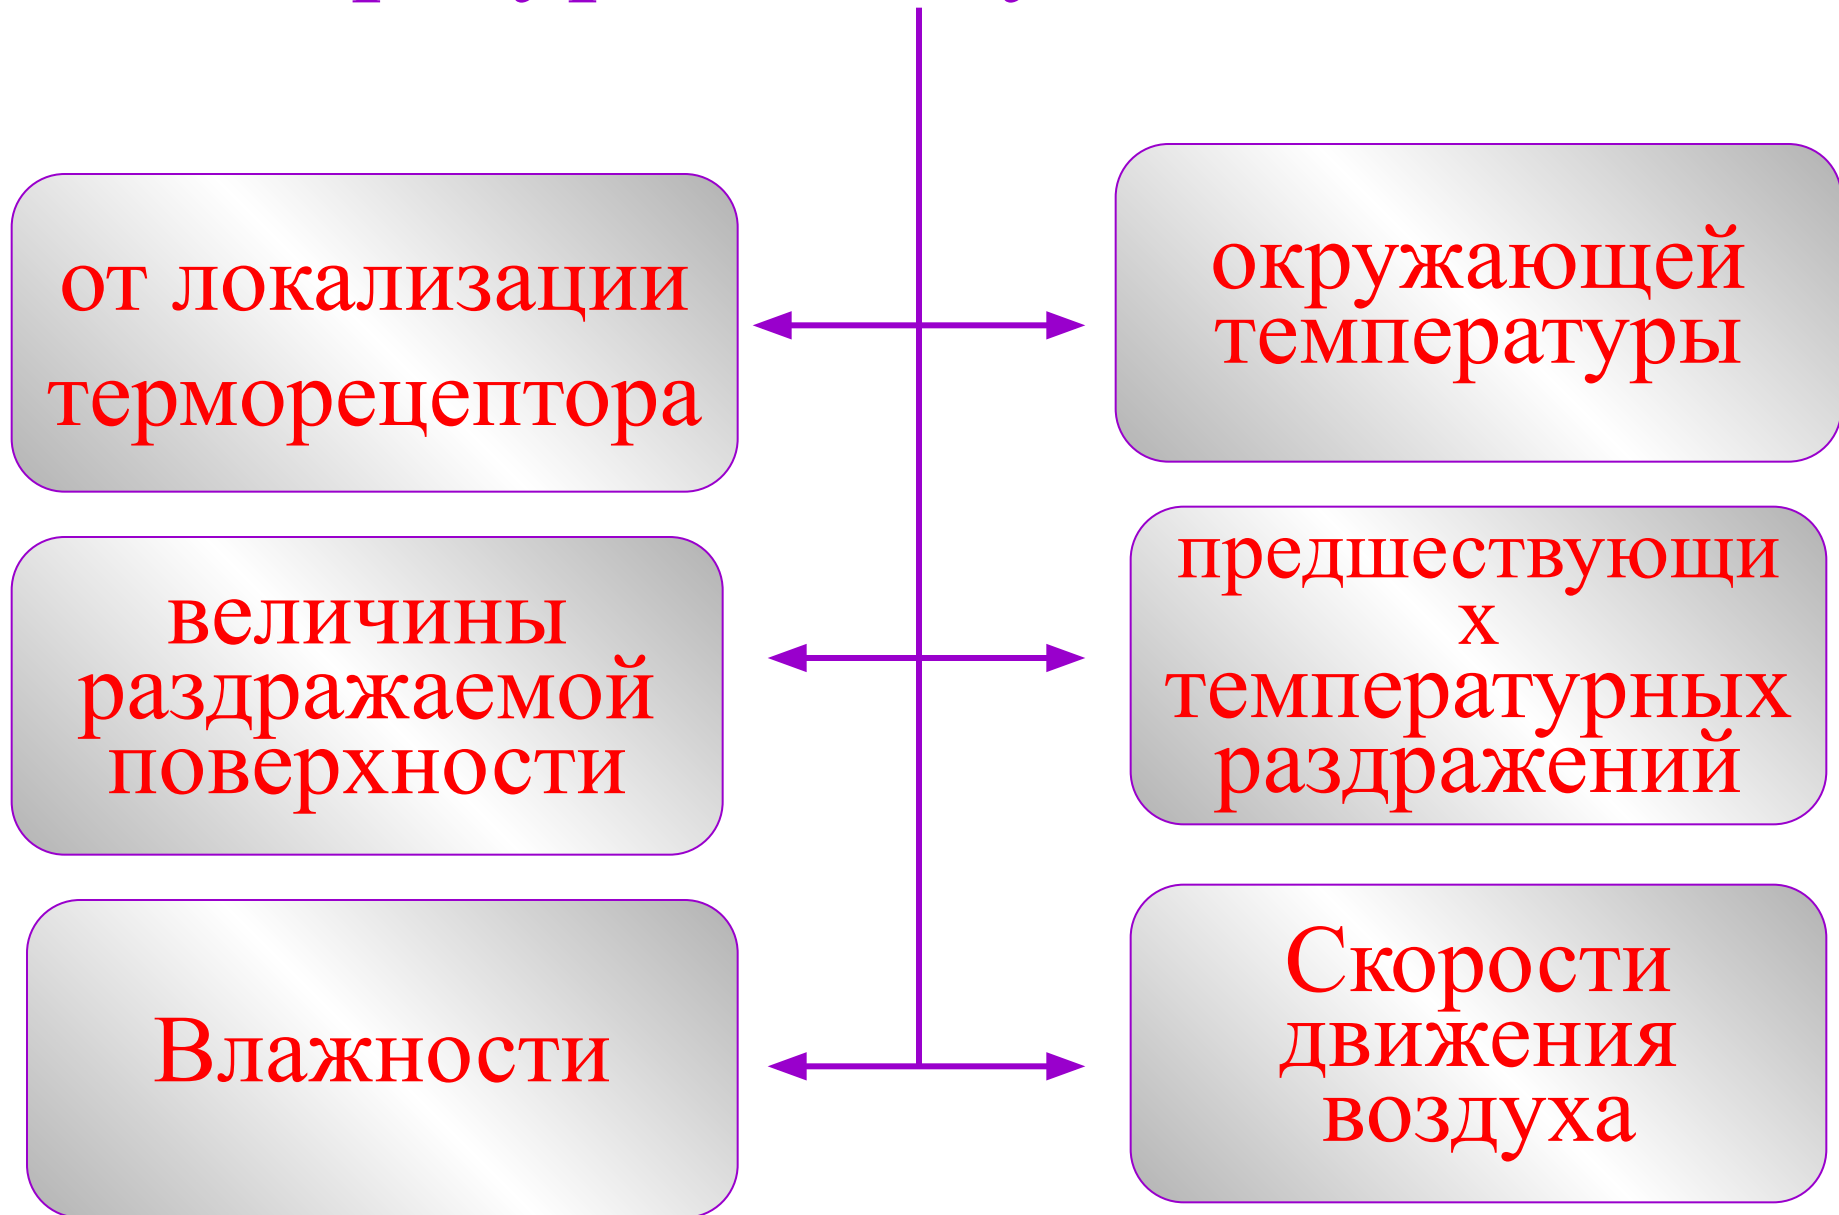 от локализации
терморецептора
окружающей
температуры
величины
раздражаемой
поверхности
предшествующи
х
температурных
раздражений
Влажности
Скорости
движения
воздуха